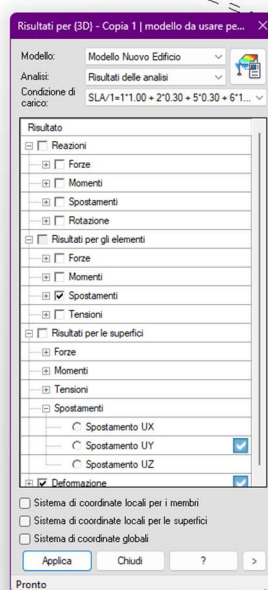 Risultati per {3D} - Copia 1 | modello da usare pe...
Modello: Modello Nuovo Edificio
Analisi: Risultati delle analisi
Condizione di carico: SLA/1=1*1.00 + 2*0.30 + 5*0.30 + 6*1...
Risultato
Reazioni
Forze
Momenti
Spostamenti
Rotazione
Risultati per gli elementi
Forze
Momenti
Spostamenti
Tensioni
Risultati per le superfici
Forze
Momenti
Tensioni
Spostamenti
Spostamento UX
Spostamento UY
Spostamento UZ
Deformazione
Sistema di coordinate locali per i membri
Sistema di coordinate locali per le superfici
Sistema di coordinate globali
Applica Chiudi ? >
Pronto